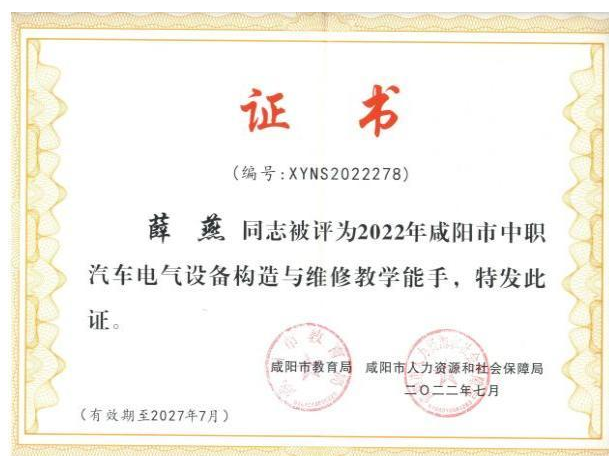 证 书
(编号:XYNS2022278)
薛 燕 同志被评为2022年咸阳市中职
汽车电气设备构造与维修教学能手，特发此
证。
咸阳市教育局 咸阳市人力资源和社会保障局
二〇二二年七月
(有效期至2027年7月)